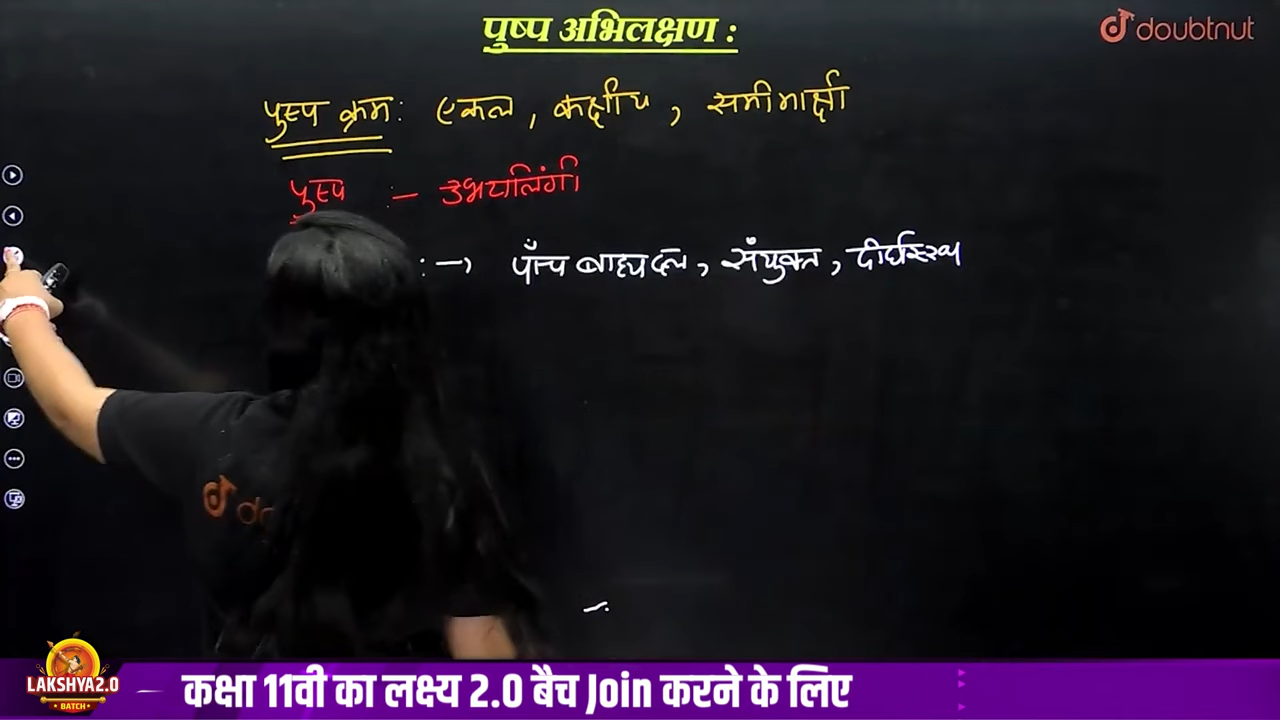 पुष्प अभिलक्षण :
doubtnut
पुष्प क्रम : एकल , कक्षीय , ससीमाक्षी
पुष्प :- उभयलिंगी
:-> पाँच बाह्यदल , संयुक्त , दीर्घस्थ
LAKSHYA2.0
BATCH
कक्षा 11वी का लक्ष्य 2.0 बैच Join करने के लिए